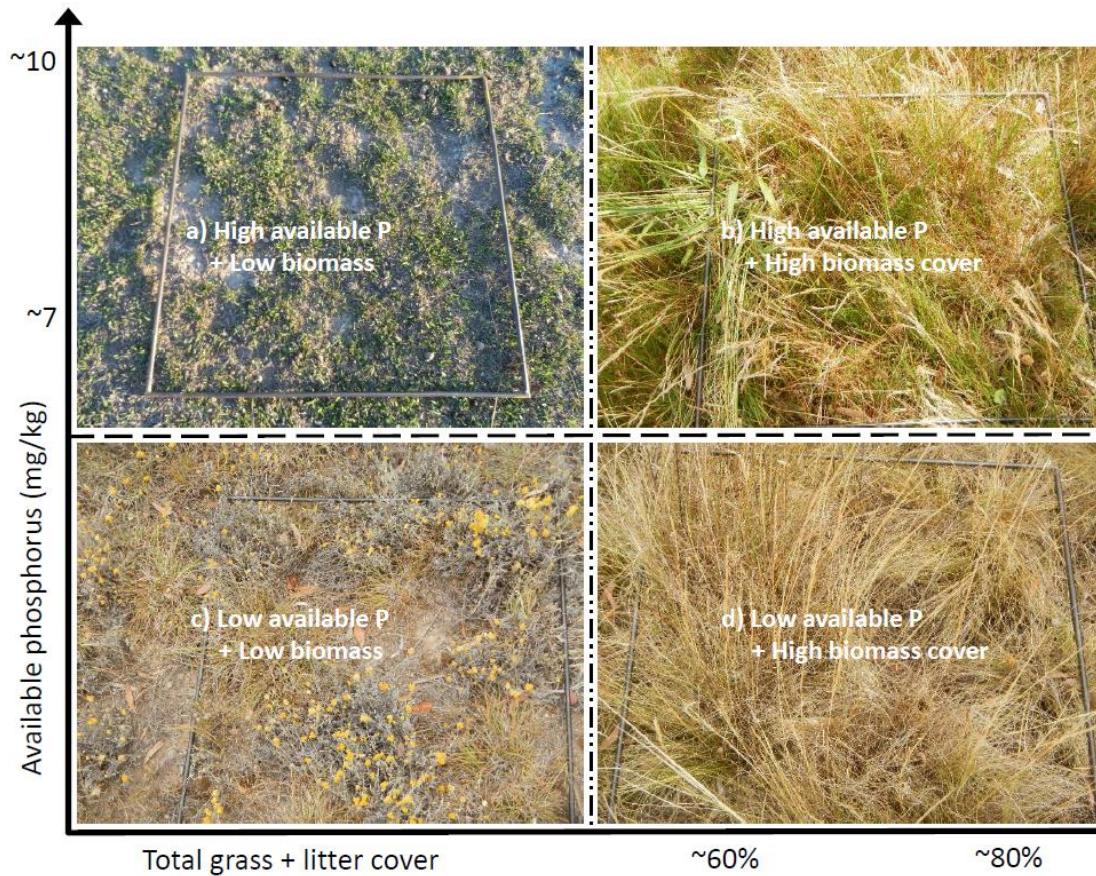 ~10
a) High available P
+ Low biomass
b) High available P
+ High biomass cover
~7
Available phosphorus (mg/kg)
c) Low available P
+ Low biomass
d) Low available P
+ High biomass cover
Total grass + litter cover
~60%
~80%